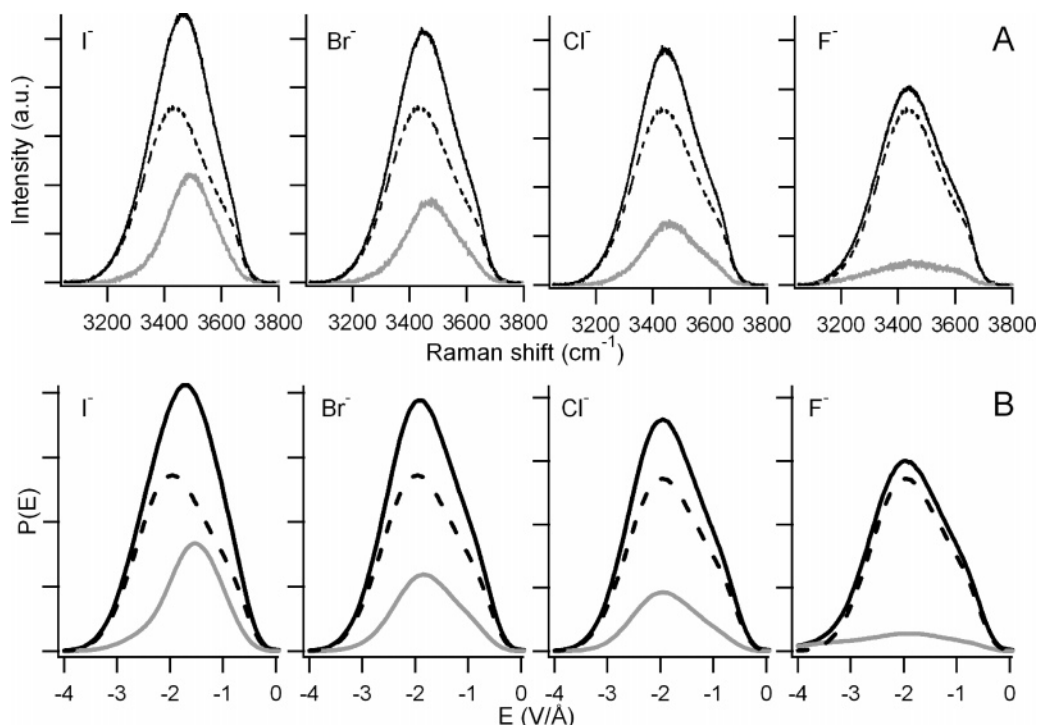 I⁻ Br⁻ Cl⁻ F⁻ A
Intensity (a.u.)
3200 3400 3600 3800 3200 3400 3600 3800 3200 3400 3600 3800 3200 3400 3600 3800
Raman shift (cm⁻¹)
I⁻ Br⁻ Cl⁻ F⁻ B
P(E)
-4 -3 -2 -1 0 -4 -3 -2 -1 0 -4 -3 -2 -1 0 -4 -3 -2 -1 0
E (V/Å)